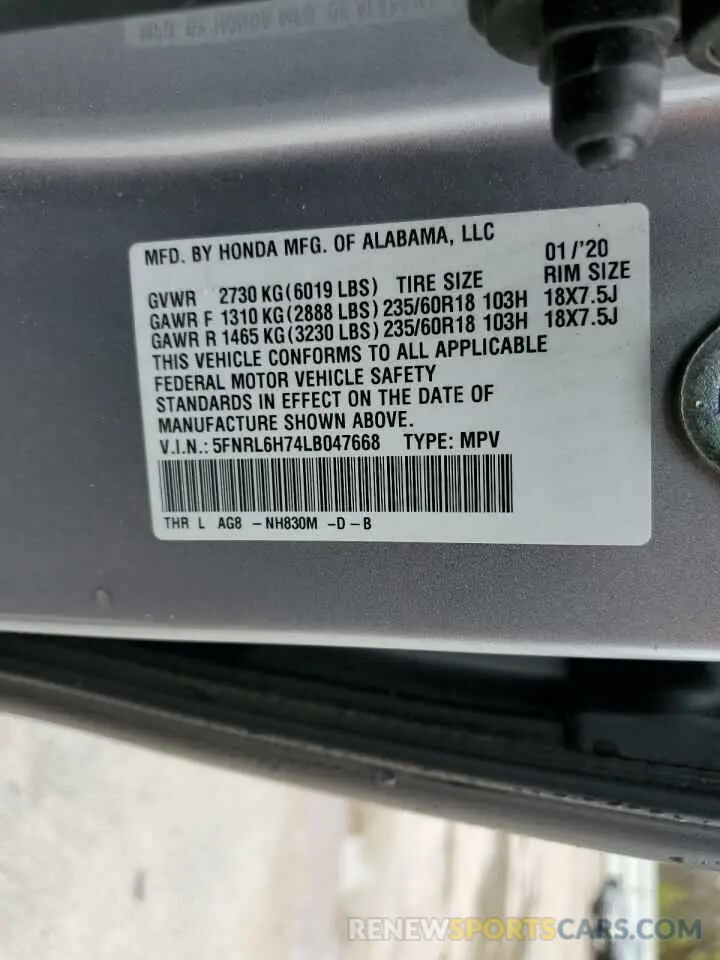 MFD. BY HONDA MFG. OF ALABAMA, LLC 01/'20
GVWR 2730 KG(6019 LBS) TIRE SIZE RIM SIZE
GAWR F 1310 KG(2888 LBS) 235/60R18 103H 18X7.5J
GAWR R 1465 KG(3230 LBS) 235/60R18 103H 18X7.5J
THIS VEHICLE CONFORMS TO ALL APPLICABLE
FEDERAL MOTOR VEHICLE SAFETY
STANDARDS IN EFFECT ON THE DATE OF
MANUFACTURE SHOWN ABOVE.
V.I.N.: 5FNRL6H74LB047668 TYPE: MPV
THR L AG8 -NH830M -D-B
RENEWSPORTSCARS.COM